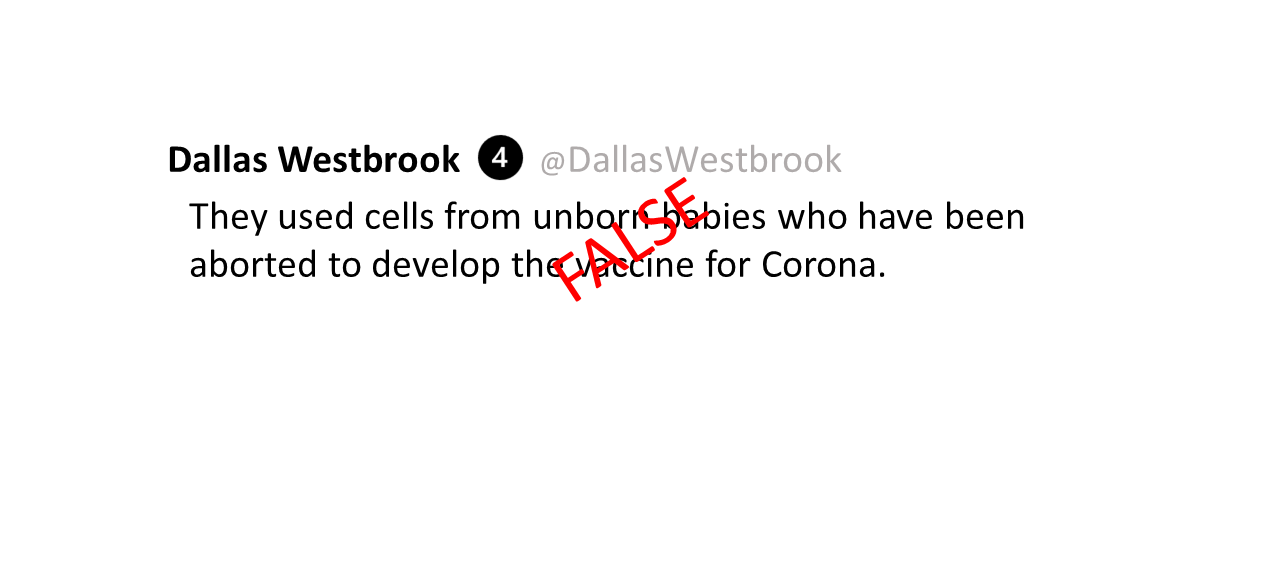 Dallas Westbrook 4 @DallasWestbrook
They used cells from unborn babies who have been
aborted to develop the vaccine for Corona.
FALSE